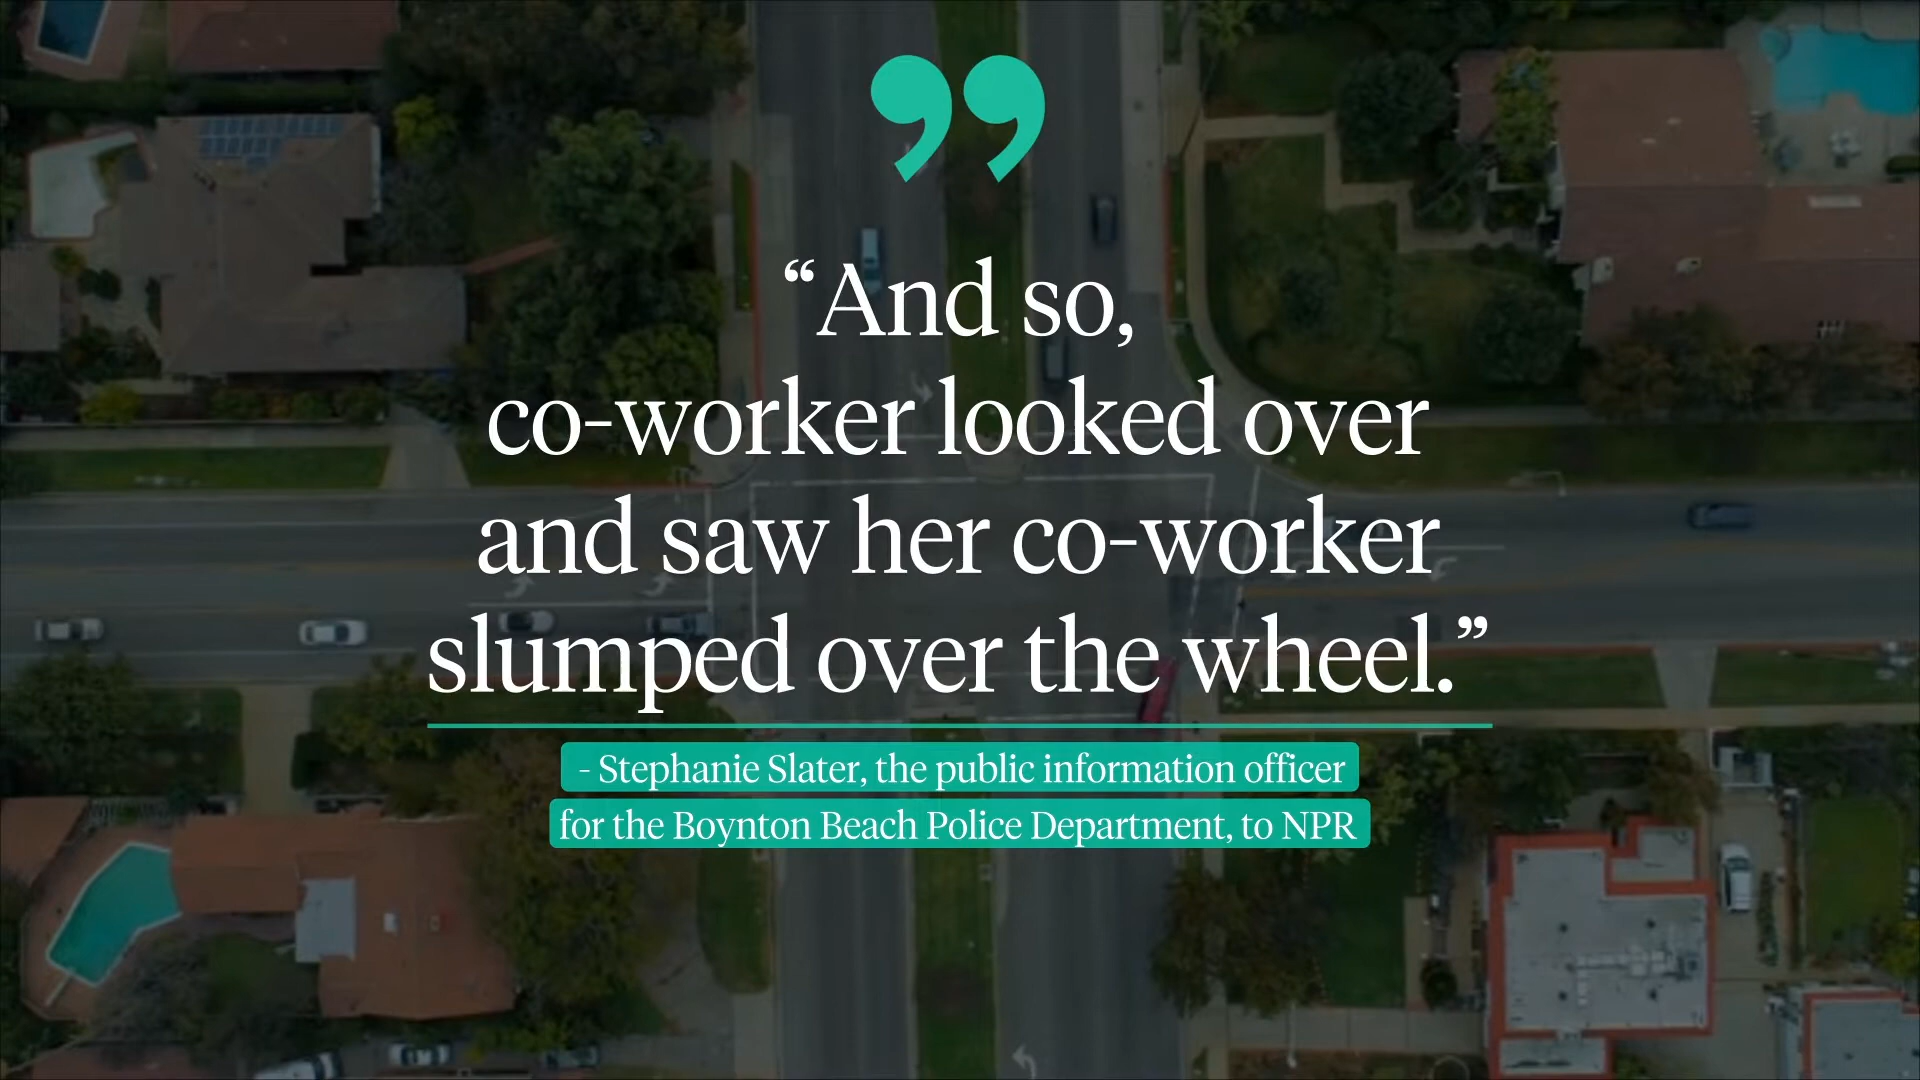 “And so,
co-worker looked over
and saw her co-worker
slumped over the wheel.”
- Stephanie Slater, the public information officer
for the Boynton Beach Police Department, to NPR